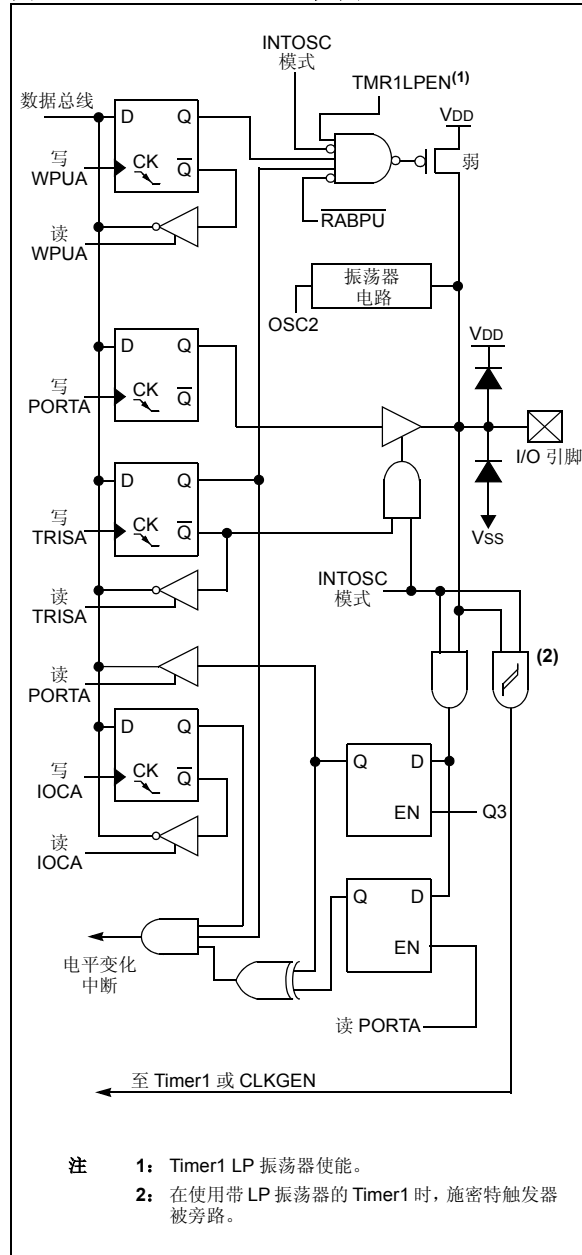 INTOSC
模式
TMR1LPEN(1)
数据总线
D
Q
VDD
写
WPUA
CK
Q
弱
读
WPUA
RABPU
振荡器
电路
OSC2
VDD
D
Q
写
PORTA
CK
Q
I/O 引脚
D
Q
写
TRISA
CK
Q
VSS
INTOSC
模式
读
TRISA
(2)
读
PORTA
D
Q
Q
D
写
IOCA
CK
Q
EN
Q3
读
IOCA
Q
D
EN
电平变化
中断
读 PORTA
至 Timer1 或 CLKGEN
注 1: Timer1 LP 振荡器使能。
2: 在使用带 LP 振荡器的 Timer1 时，施密特触发器
被旁路。